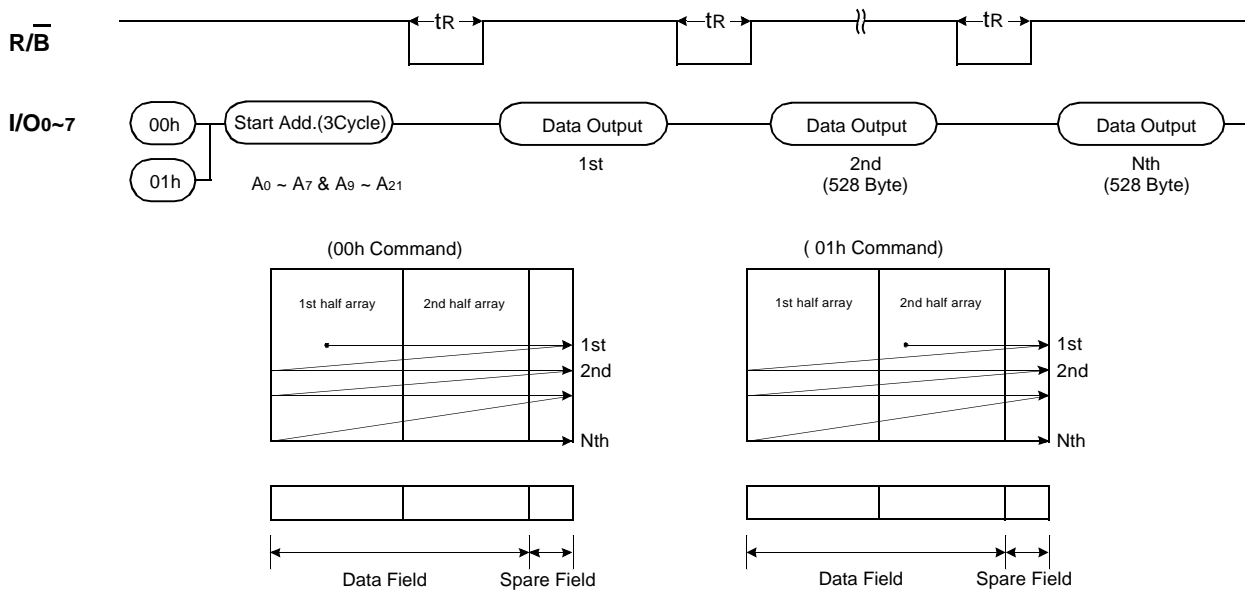 tR tR tR
R/B
I/O0~7 00h Start Add.(3Cycle) Data Output Data Output Data Output
01h A0 ~ A7 & A9 ~ A21 1st 2nd Nth
(528 Byte) (528 Byte)
(00h Command) ( 01h Command)
1st half array 2nd half array 1st half array 2nd half array
1st 1st
2nd 2nd
Nth Nth
Data Field Spare Field Data Field Spare Field